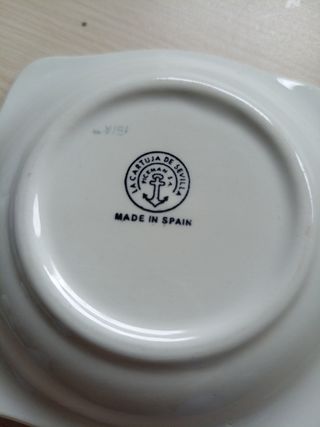 LA CARTUJA DE SEVILLA
PICKMAN S.A.
MADE IN SPAIN